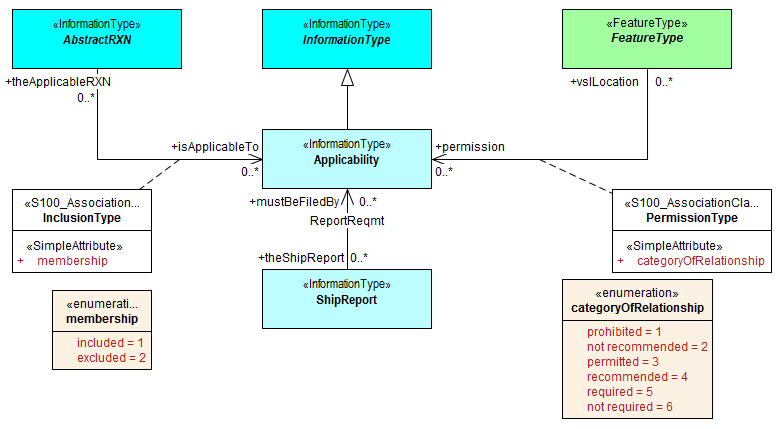 «InformationType»
AbstractRXN
«InformationType»
InformationType
«FeatureType»
FeatureType
+theApplicableRXN
0..*
+vslLocation
0..*
+isApplicableTo
0..*
«InformationType»
Applicability
+permission
0..*
+mustBeFiledBy
0..*
ReportReqmt
+theShipReport
0..*
«InformationType»
ShipReport
«S100_Association...
InclusionType
«SimpleAttribute»
+ membership
«S100_AssociationCla...
PermissionType
«SimpleAttribute»
+ categoryOfRelationship
«enumerati...
membership
included = 1
excluded = 2
«enumeration»
categoryOfRelationship
prohibited = 1
not recommended = 2
permitted = 3
recommended = 4
required = 5
not required = 6